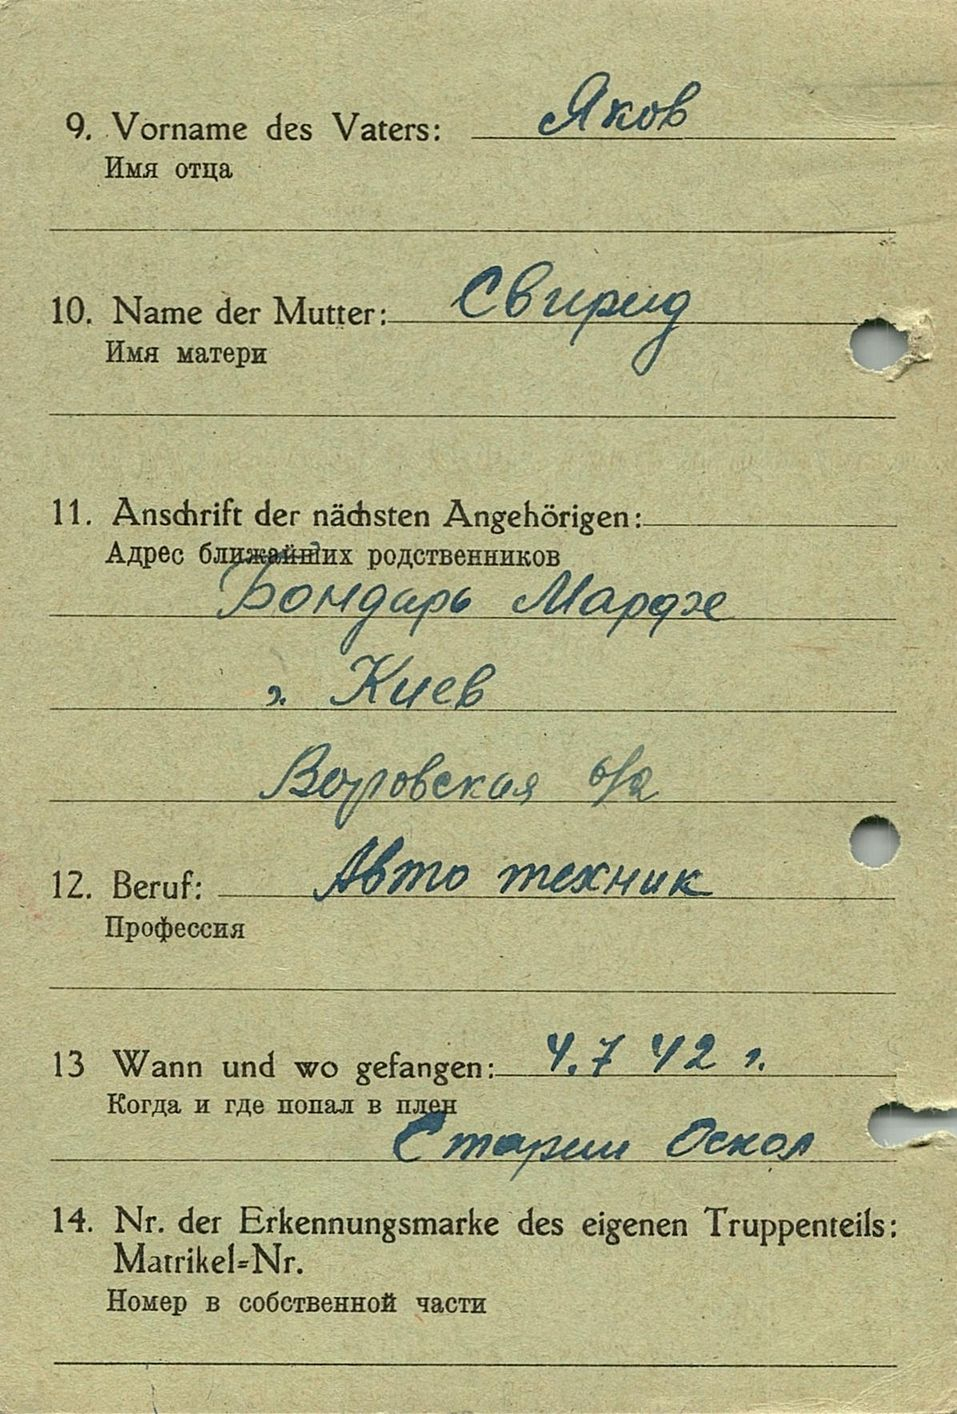 9. Vorname des Vaters: Яков
Имя отца
10. Name der Mutter: Свирид
Имя матери
11. Anschrift der nächsten Angehörigen:
Адрес ближайших родственников
Бондарь Марфе
г. Киев
Воровская
12. Beruf: Авто техник
Профессия
13 Wann und wo gefangen: 4.7 42 г.
Когда и где попал в плен
Старии Оскол
14. Nr. der Erkennungsmarke des eigenen Truppenteils:
Matrikel=Nr.
Номер в собственной части